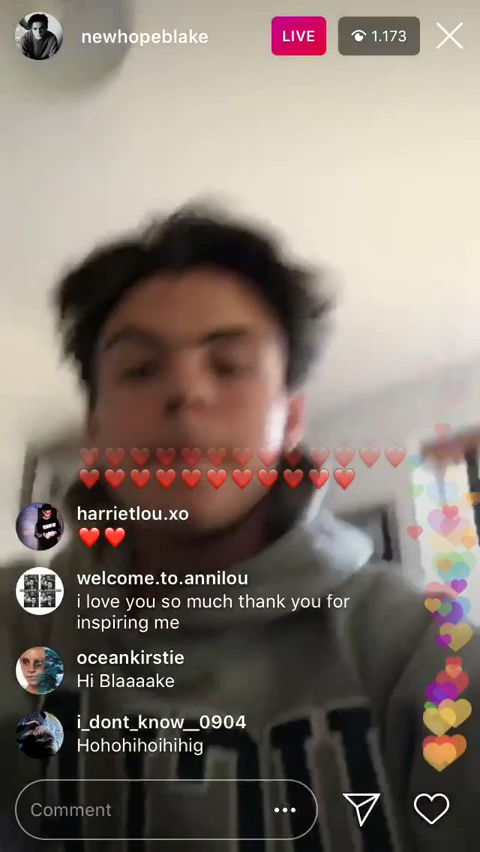 newhopeblake
LIVE
1.173
❤️❤️❤️❤️❤️❤️❤️❤️❤️❤️❤️❤️❤️
❤️❤️❤️❤️❤️❤️❤️❤️❤️❤️❤️
harrietlou.xo
❤️❤️
welcome.to.annilou
i love you so much thank you for
inspiring me
oceankirstie
Hi Blaaaake
i_dont_know__0904
Hohohihoihihig
Comment